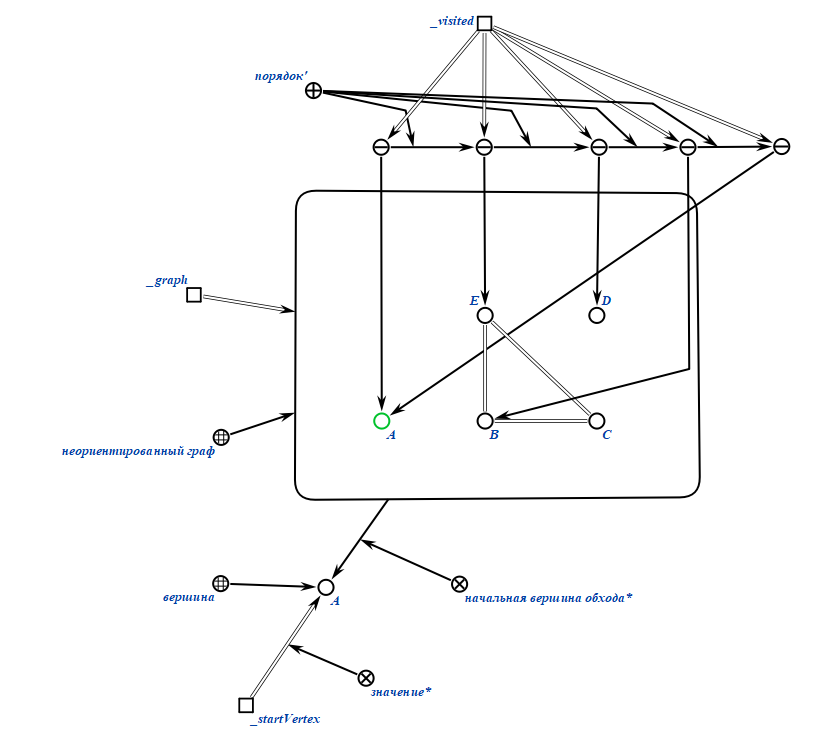 _visited
порядок'
_graph
E
D
A
B
C
неориентированный граф
вершина
A
начальная вершина обхода*
значение*
_startVertex